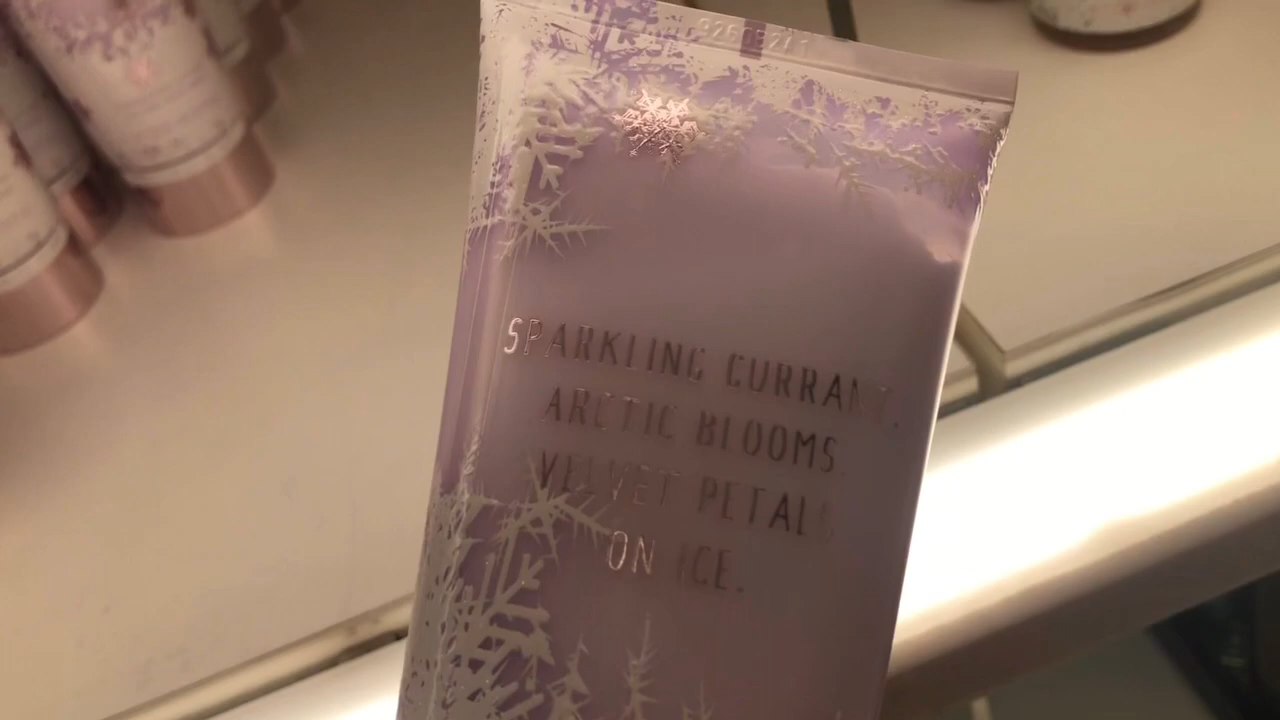 SPARKLING CURRANT.
ARCTIC BLOOMS.
VELVET PETALS
ON ICE.